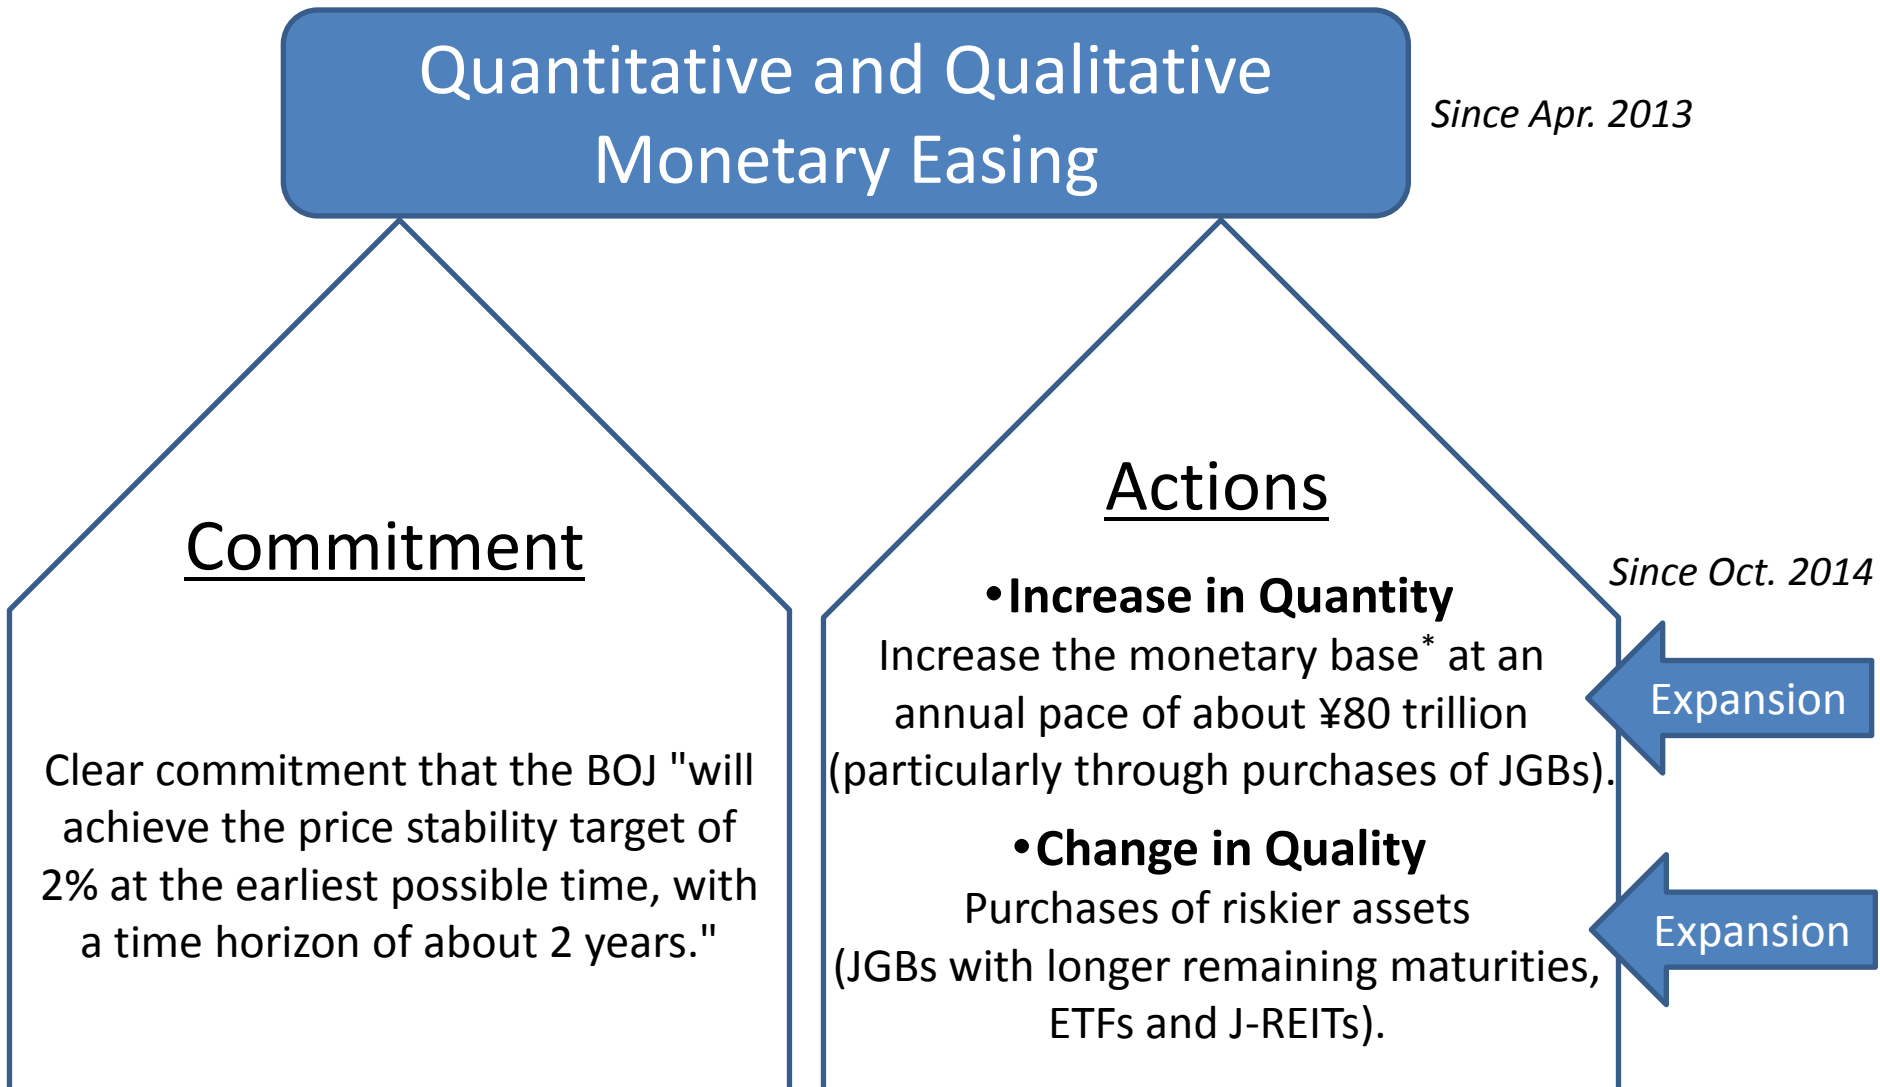 Quantitative and Qualitative
Monetary Easing
Since Apr. 2013
Commitment
Clear commitment that the BOJ "will
achieve the price stability target of
2% at the earliest possible time, with
a time horizon of about 2 years."
Actions
•Increase in Quantity
Increase the monetary base* at an
annual pace of about ¥80 trillion
(particularly through purchases of JGBs).
•Change in Quality
Purchases of riskier assets
(JGBs with longer remaining maturities,
ETFs and J-REITs).
Since Oct. 2014
Expansion
Expansion